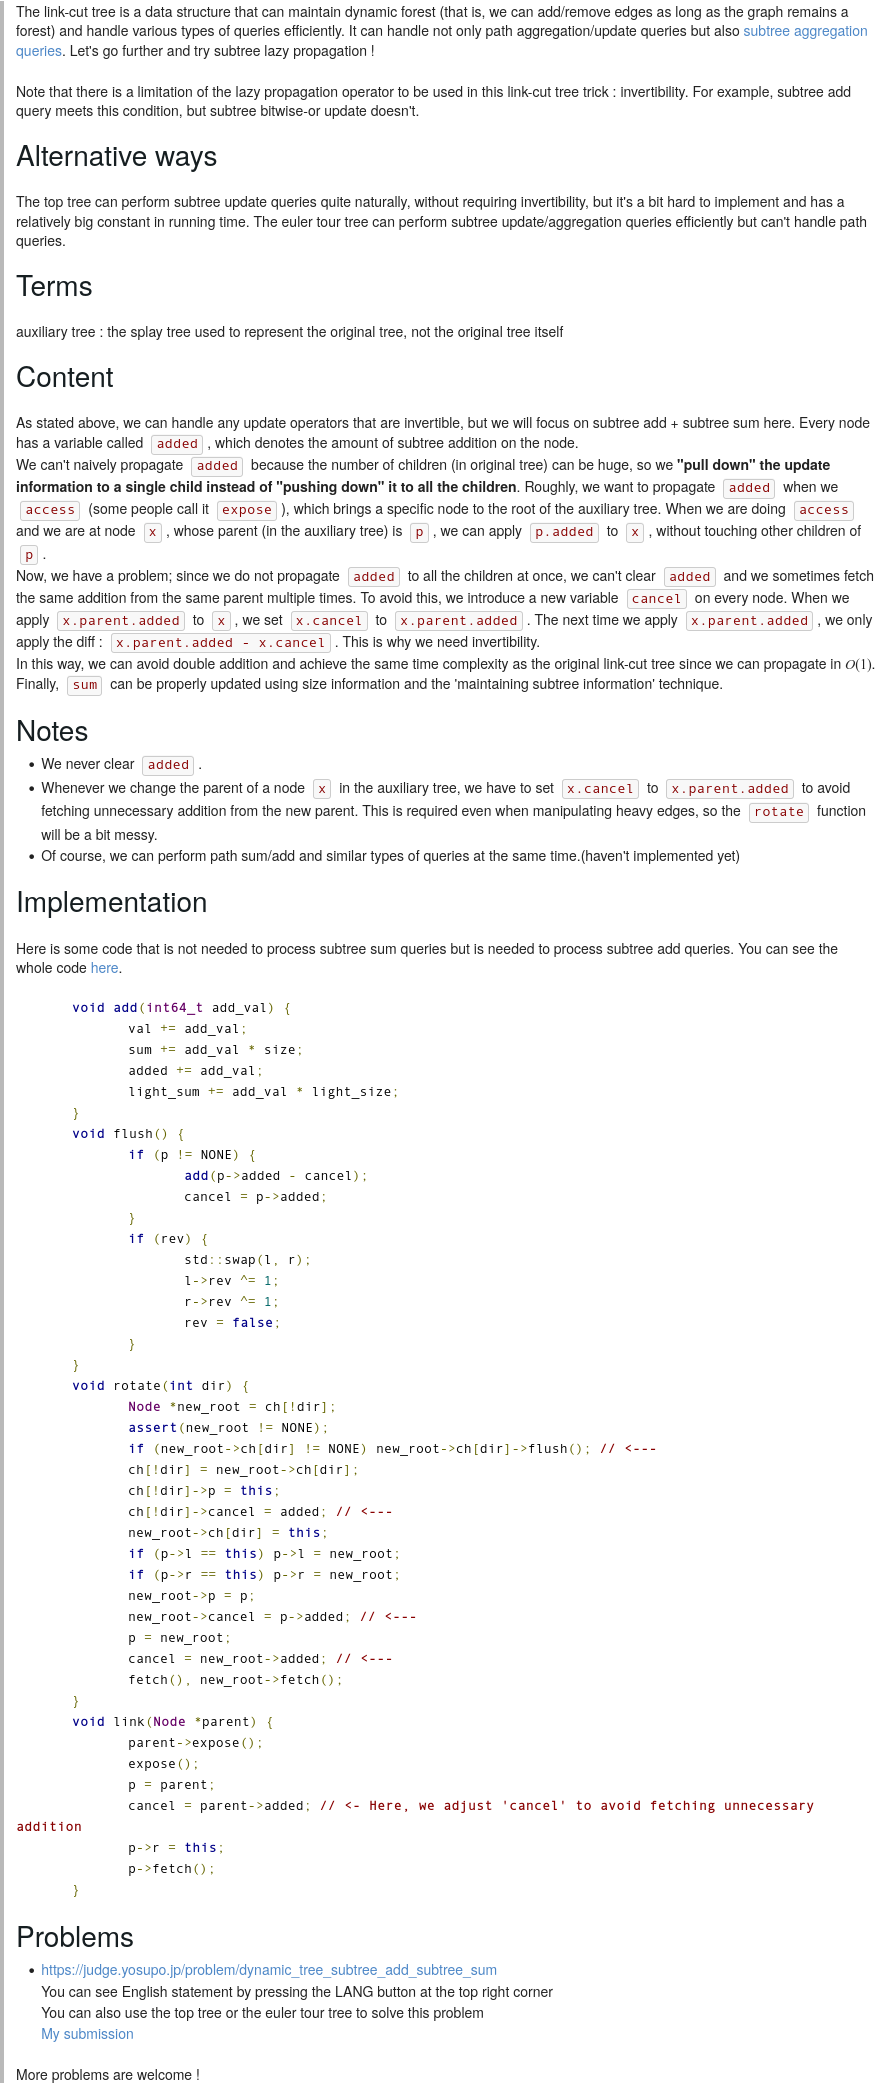 The link-cut tree is a data structure that can maintain dynamic forest (that is, we can add/remove edges as long as the graph remains a
forest) and handle various types of queries efficiently. It can handle not only path aggregation/update queries but also subtree aggregation
queries. Let's go further and try subtree lazy propagation !
Note that there is a limitation of the lazy propagation operator to be used in this link-cut tree trick : invertibility. For example, subtree add
query meets this condition, but subtree bitwise-or update doesn't.
Alternative ways
The top tree can perform subtree update queries quite naturally, without requiring invertibility, but it's a bit hard to implement and has a
relatively big constant in running time. The euler tour tree can perform subtree update/aggregation queries efficiently but can't handle path
queries.
Terms
auxiliary tree : the splay tree used to represent the original tree, not the original tree itself
Content
As stated above, we can handle any update operators that are invertible, but we will focus on subtree add + subtree sum here. Every node
has a variable called added , which denotes the amount of subtree addition on the node.
We can't naively propagate added because the number of children (in original tree) can be huge, so we "pull down" the update
information to a single child instead of "pushing down" it to all the children. Roughly, we want to propagate added when we
access (some people call it expose ), which brings a specific node to the root of the auxiliary tree. When we are doing access
and we are at node x , whose parent (in the auxiliary tree) is p , we can apply p.added to x , without touching other children of
p .
Now, we have a problem; since we do not propagate added to all the children at once, we can't clear added and we sometimes fetch
the same addition from the same parent multiple times. To avoid this, we introduce a new variable cancel on every node. When we
apply x.parent.added to x , we set x.cancel to x.parent.added . The next time we apply x.parent.added , we only
apply the diff : x.parent.added - x.cancel . This is why we need invertibility.
In this way, we can avoid double addition and achieve the same time complexity as the original link-cut tree since we can propagate in O(1).
Finally, sum can be properly updated using size information and the 'maintaining subtree information' technique.
Notes
• We never clear added .
• Whenever we change the parent of a node x in the auxiliary tree, we have to set x.cancel to x.parent.added to avoid
fetching unnecessary addition from the new parent. This is required even when manipulating heavy edges, so the rotate function
will be a bit messy.
• Of course, we can perform path sum/add and similar types of queries at the same time.(haven't implemented yet)
Implementation
Here is some code that is not needed to process subtree sum queries but is needed to process subtree add queries. You can see the
whole code here.
void add(int64_t add_val) {
val += add_val;
sum += add_val * size;
added += add_val;
light_sum += add_val * light_size;
}
void flush() {
if (p != NONE) {
add(p->added - cancel);
cancel = p->added;
}
if (rev) {
std::swap(l, r);
l->rev ^= 1;
r->rev ^= 1;
rev = false;
}
}
void rotate(int dir) {
Node *new_root = ch[!dir];
assert(new_root != NONE);
if (new_root->ch[dir] != NONE) new_root->ch[dir]->flush(); // <---
ch[!dir] = new_root->ch[dir];
ch[!dir]->p = this;
ch[!dir]->cancel = added; // <---
new_root->ch[dir] = this;
if (p->l == this) p->l = new_root;
if (p->r == this) p->r = new_root;
new_root->p = p;
new_root->cancel = p->added; // <---
p = new_root;
cancel = new_root->added; // <---
fetch(), new_root->fetch();
}
void link(Node *parent) {
parent->expose();
expose();
p = parent;
cancel = parent->added; // <- Here, we adjust 'cancel' to avoid fetching unnecessary
addition
p->r = this;
p->fetch();
}
Problems
• https://judge.yosupo.jp/problem/dynamic_tree_subtree_add_subtree_sum
You can see English statement by pressing the LANG button at the top right corner
You can also use the top tree or the euler tour tree to solve this problem
My submission
More problems are welcome !